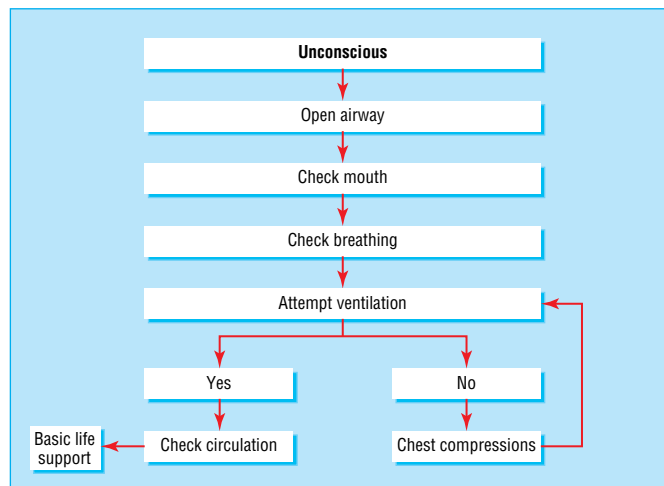 Unconscious
Open airway
Check mouth
Check breathing
Attempt ventilation
Yes
No
Basic life
support
Check circulation
Chest compressions